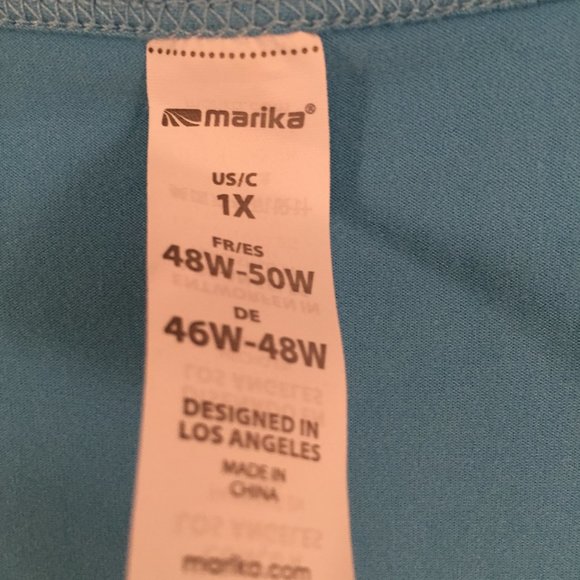 marika®
US/C
1X
FR/ES
48W-50W
DE
46W-48W
DESIGNED IN
LOS ANGELES
MADE IN
CHINA
marika.com